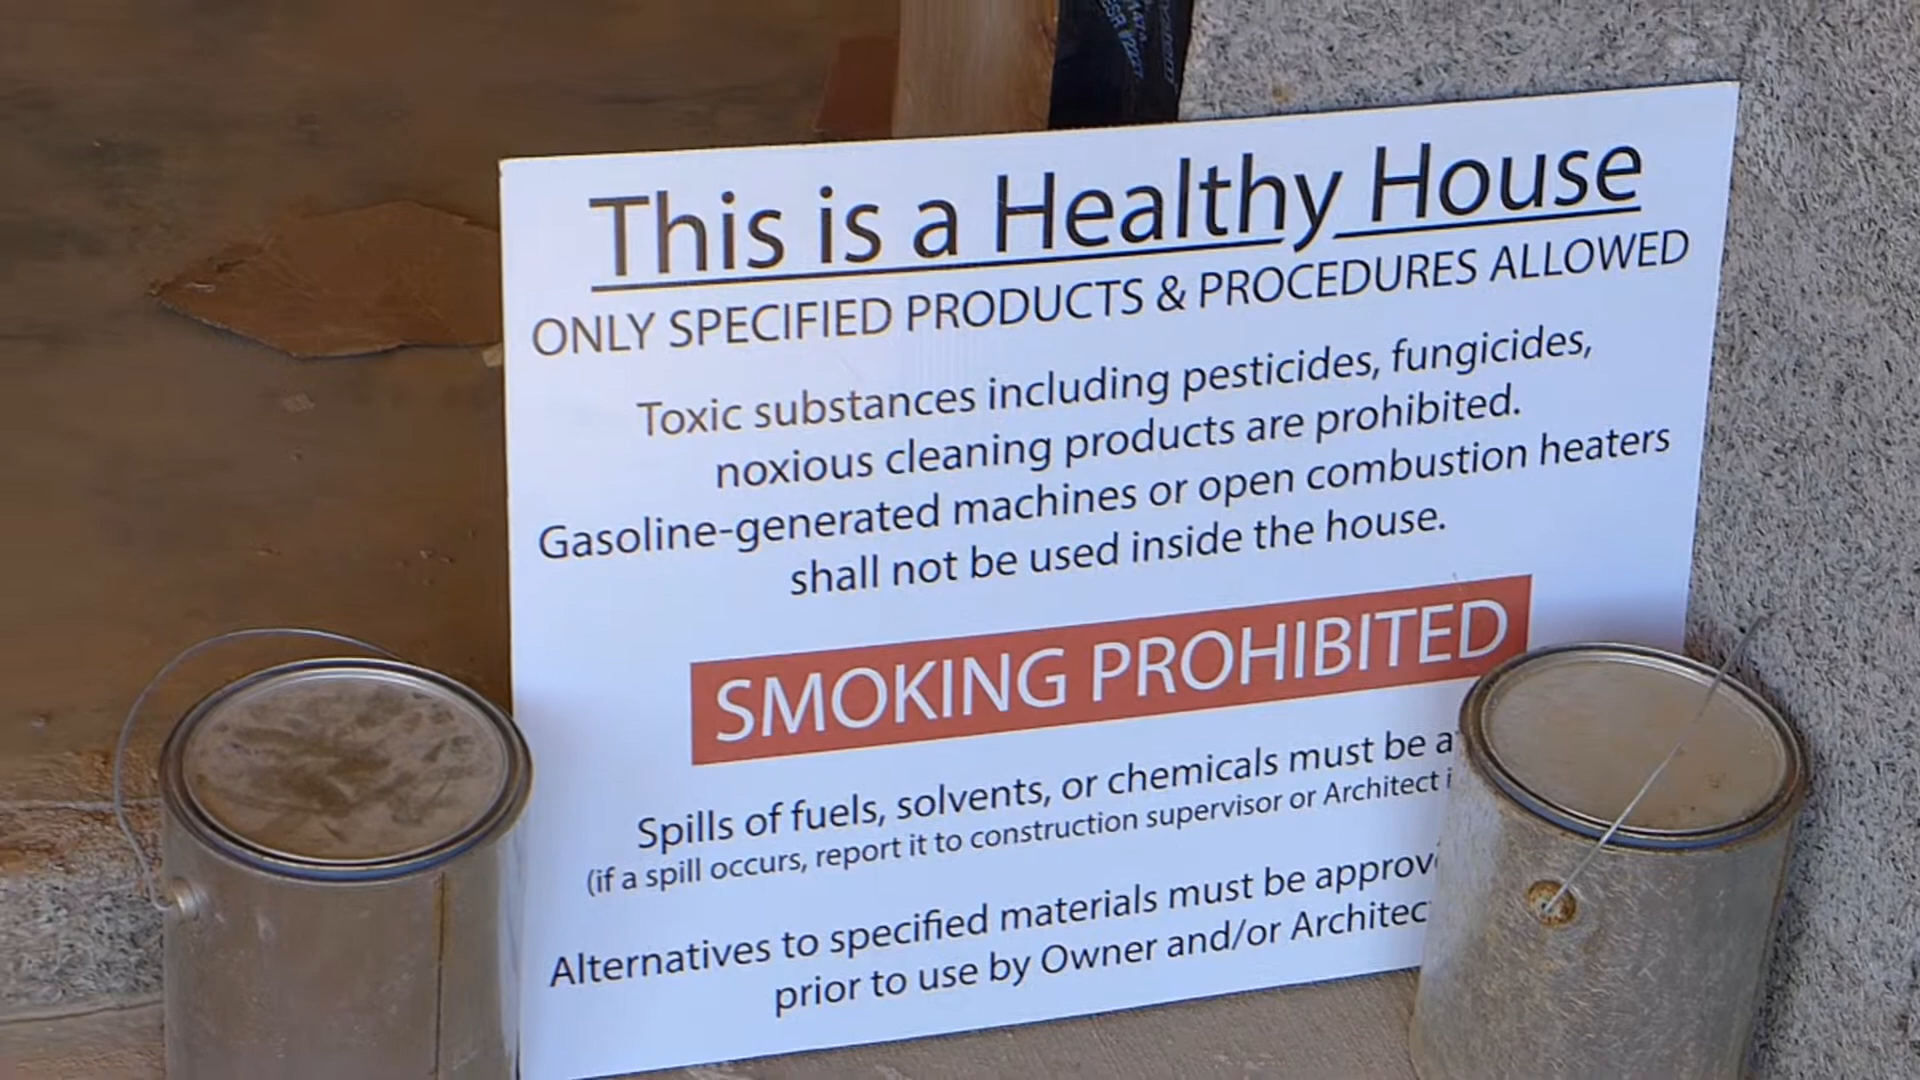 This is a Healthy House
ONLY SPECIFIED PRODUCTS & PROCEDURES ALLOWED
Toxic substances including pesticides, fungicides,
noxious cleaning products are prohibited.
Gasoline-generated machines or open combustion heaters
shall not be used inside the house.
SMOKING PROHIBITED
Spills of fuels, solvents, or chemicals must be
(if a spill occurs, report it to construction supervisor or Architect
Alternatives to specified materials must be
prior to use by Owner and/or